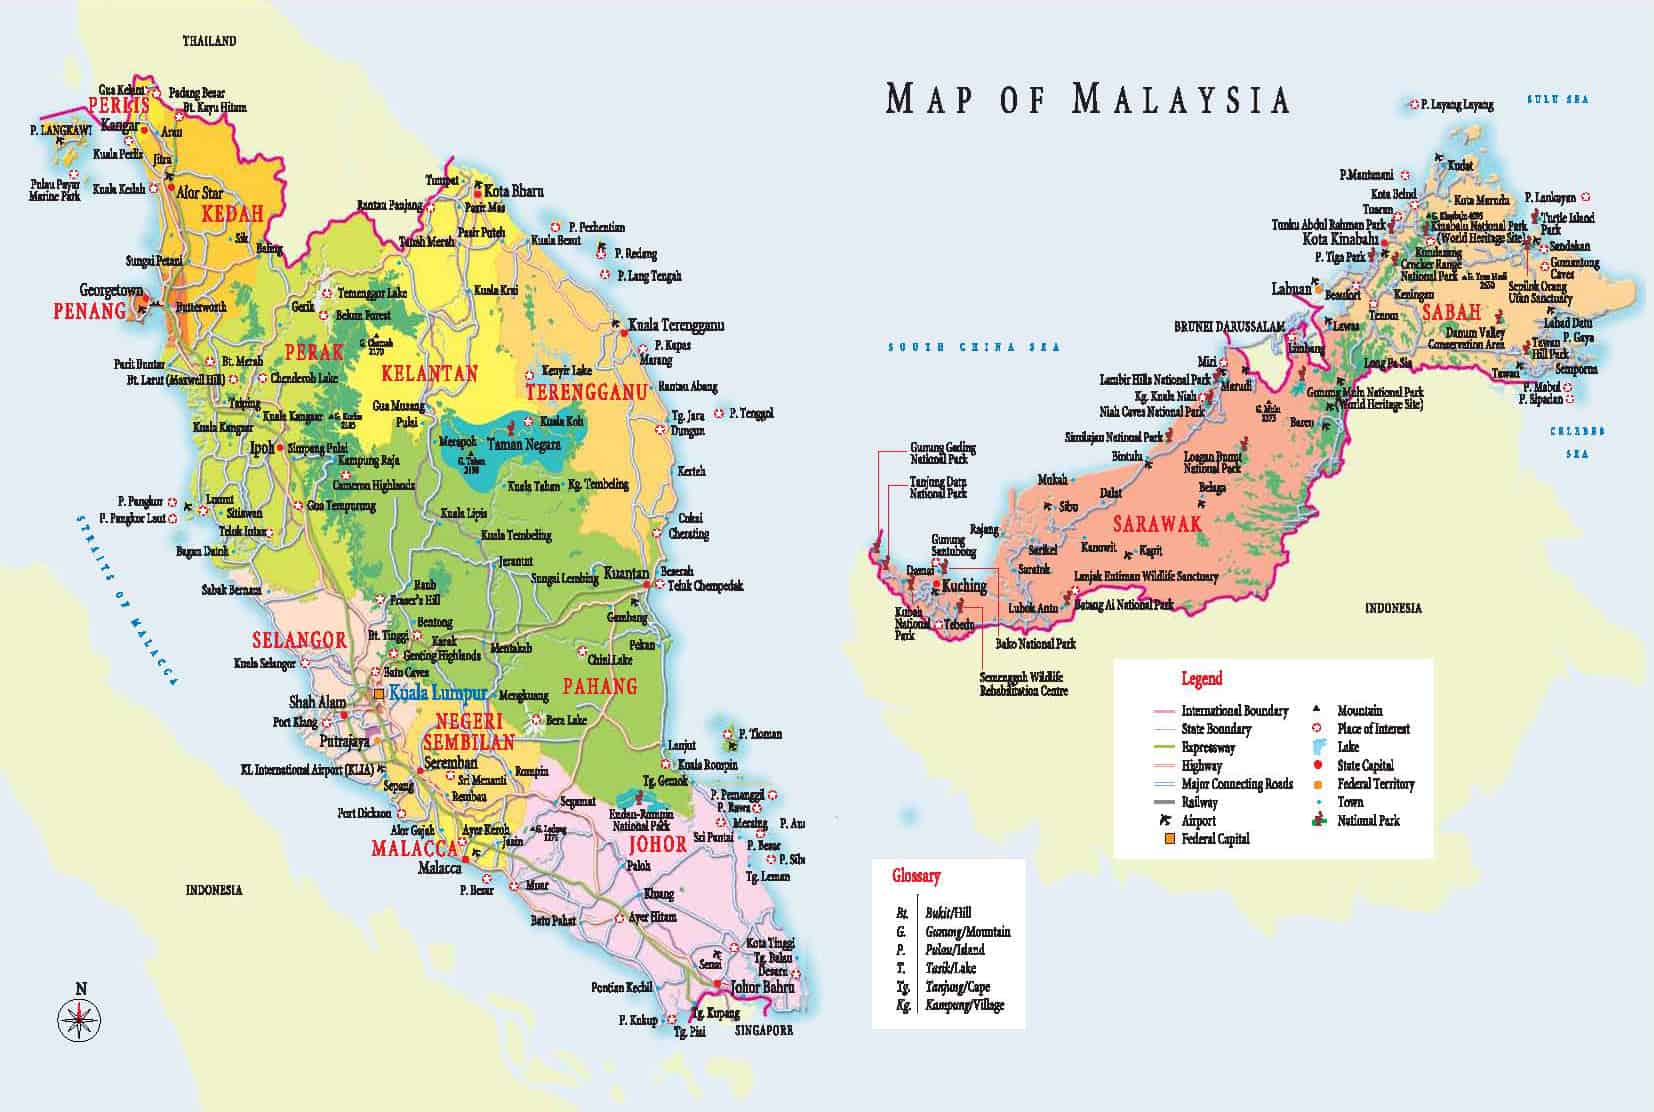 MAP OF MALAYSIA
THAILAND
Gua Kelam
Padang Besar
PERLIS
Bt. Kayu Hitam
Kangar
Arau
P. LANGKAWI
Kuala Perlis
Jitra
Pulau Payar
Marine Park
Kuala Kedah
Alor Star
KEDAH
Sik
Baling
Sungai Petani
Georgetown
PENANG
Butterworth
Tumpat
Kota Bharu
Rantau Panjang
Pasir Mas
Tanah Merah
Pasir Puteh
Kuala Besut
P. Perhentian
P. Redang
P. Lang Tengah
Kuala Krai
Temenggor Lake
Gerik
Belum Forest
Kuala Terengganu
P. Kapas
Marang
PERAK
G. Chamah
2170
KELANTAN
Kenyir Lake
TERENGGANU
Rantau Abang
Parit Buntar
Bt. Merah
Bt. Larut (Maxwell Hill)
Chenderoh Lake
Taiping
Kuala Kangsar
Kuala Kangsar
G. Korbu
2183
Gua Musang
Pulai
Tg. Jara
P. Tenggol
Dungun
Kuala Koh
Merapoh
Taman Negara
G. Tahan
Ipoh
Simpang Pulai
Kampung Raja
Cameron Highlands
Kerteh
Kuala Tahan
Kg. Tembeling
P. Pangkor
P. Pangkor Laut
Lumut
Sitiawan
Gua Tempurung
Kuala Lipis
Cukai
Cherating
Teluk Intan
Kuala Tembeling
Bagan Datoh
Jerantut
Sungai Lembing
Kuantan
Beserah
Teluk Chempedak
Sabak Bernam
Raub
Fraser's Hill
Gambang
SELANGOR
Bentong
Bt. Tinggi
Karak
Mentakab
Pekan
Kuala Selangor
Genting Highlands
Chini Lake
Batu Caves
PAHANG
Kuala Lumpur
Mengkuang
Shah Alam
Port Klang
NEGERI
SEMBILAN
Bera Lake
Putrajaya
P. Tioman
Lanjut
Seremban
Kuala Rompin
KL International Airport (KLIA)
Sri Menanti
Rompin
Tg. Gemok
Sepang
Rembau
Segamat
P. Pemanggil
P. Rawa
Port Dickson
Endau-Rompin
National Park
Mersing
P. Aur
Alor Gajah
Ayer Keroh
Jasin
G. Ledang
Sri Pantai
MALACCA
JOHOR
P. Besar
P. Sibu
Malacca
Paloh
Tg. Leman
P. Besar
Muar
Kluang
Batu Pahat
Ayer Hitam
Kota Tinggi
Tg. Balau
Desaru
Senai
Pontian Kechil
Johor Bahru
P. Kukup
Tg. Kupang
Tg. Piai
SINGAPORE
STRAITS OF MALACCA
INDONESIA
N
SOUTH CHINA SEA
P. Layang Layang
SULU SEA
Kudat
P. Mantanani
Kota Belud
Kota Marudu
P. Lankayan
Tuaran
Turtle Island
Park
Tunku Abdul Rahman Park
G. Kinabalu 4095
Kinabalu National Park
(World Heritage Site)
Kota Kinabalu
Sandakan
P. Tiga Park
Kundasang
Crocker Range
National Park
Gomantong
Caves
Sepilok Orang
Utan Sanctuary
Labuan
Beaufort
Keningau
Tenom
SABAH
Lahad Datu
BRUNEI DARUSSALAM
Lawas
Limbang
Danum Valley
Conservation Area
P. Gaya
Tawau
Hill Park
Semporna
Tawau
Long Pa Sia
P. Mabul
P. Sipadan
CELEBES
SEA
Miri
Marudi
Lambir Hills National Park
Kg. Kuala Niah
Niah Caves National Park
G. Mulu
Gunung Mulu National Park
(World Heritage Site)
Bareo
Similajau National Park
Bintulu
Loagan Bunut
National Park
Gunung Gading
National Park
Tanjung Datu
National Park
Mukah
Dalat
Belaga
Sibu
SARAWAK
Rajang
Gunung
Santubong
Sarikei
Kanowit
Kapit
Damai
Kuching
Saratok
Lanjak Entiman Wildlife Sanctuary
Kubah
National
Park
Tebedu
Lubok Antu
Batang Ai National Park
Bako National Park
Semenggoh Wildlife
Rehabilitation Centre
INDONESIA
Legend
International Boundary
State Boundary
Expressway
Highway
Major Connecting Roads
Railway
Airport
Federal Capital
Mountain
Place of Interest
Lake
State Capital
Federal Territory
Town
National Park
Glossary
Bt. Bukit/Hill
G. Gunung/Mountain
P. Pulau/Island
T. Tasik/Lake
Tg. Tanjung/Cape
Kg. Kampung/Village